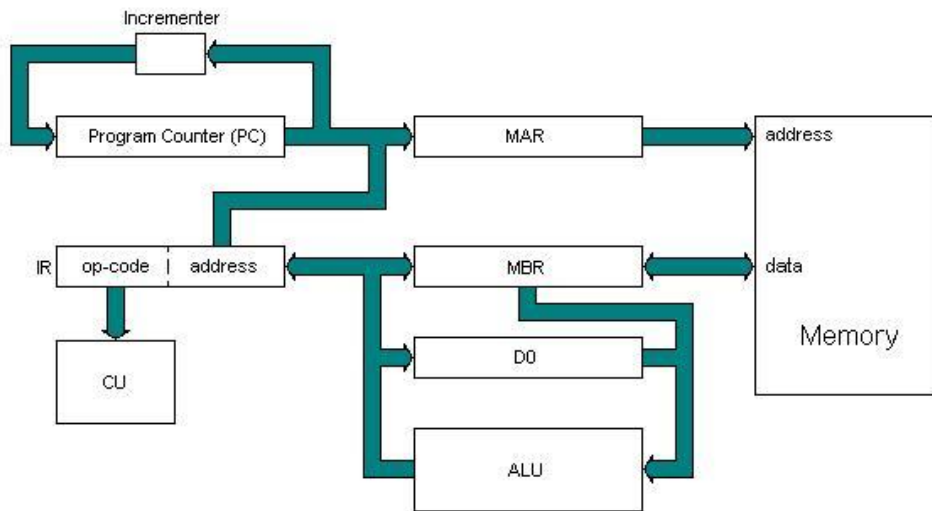 Incrementer
Program Counter (PC)
MAR
address
IR
op-code
address
MBR
data
Memory
D0
CU
ALU